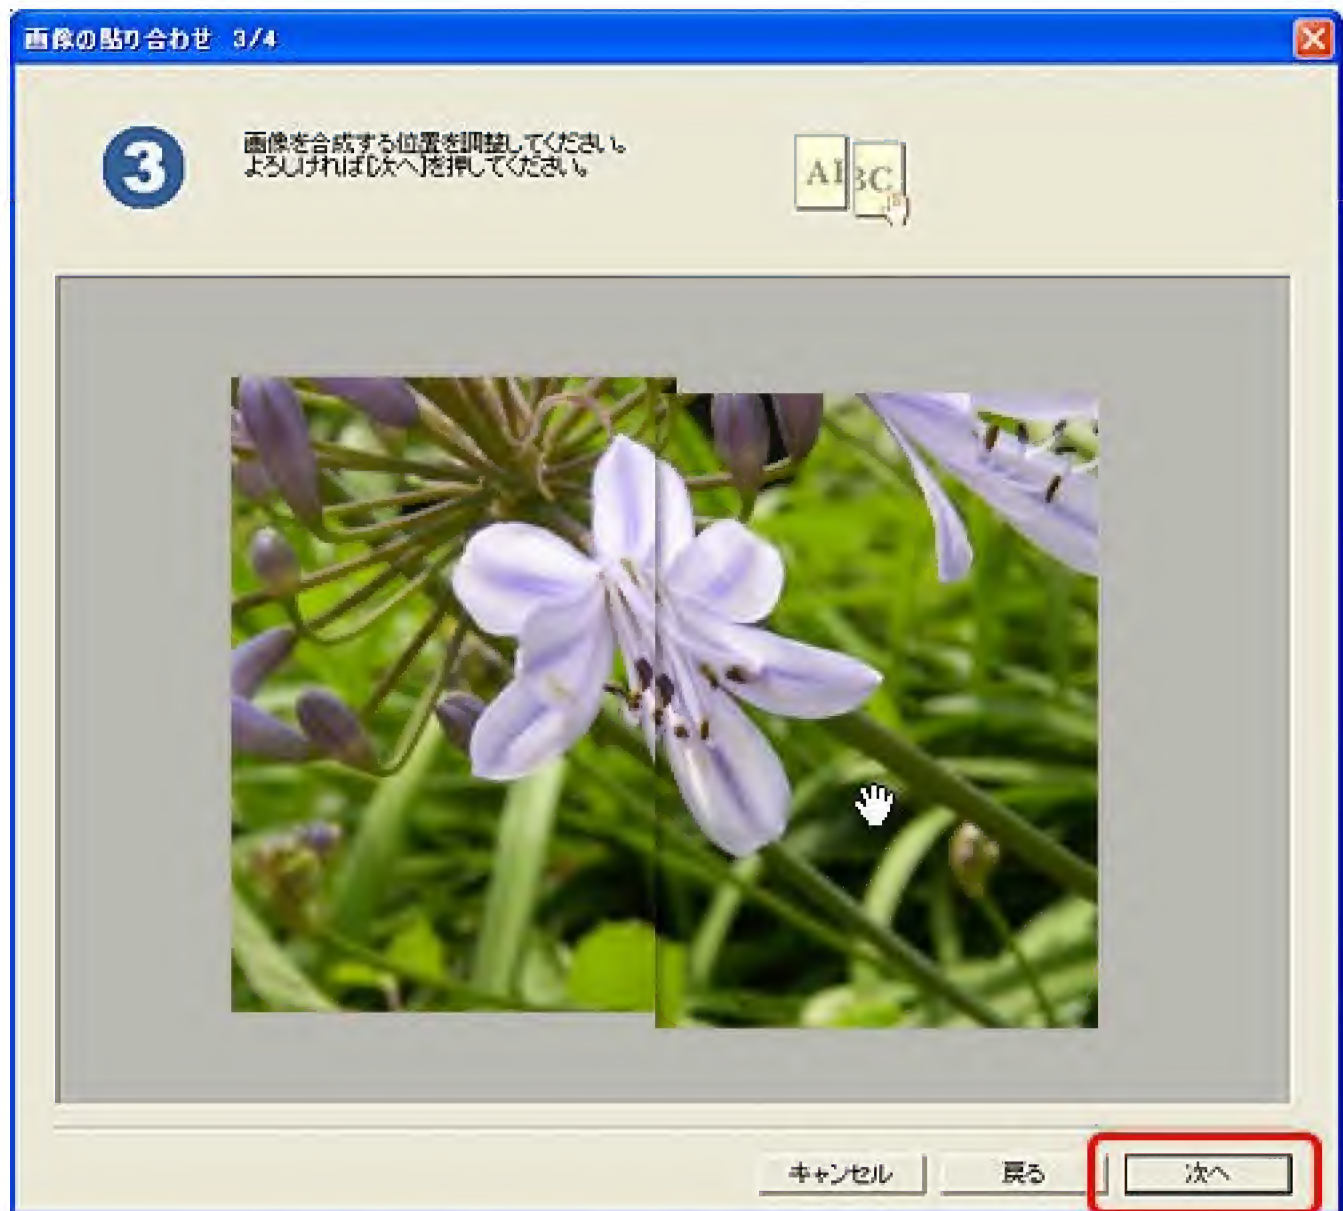 画像の貼り合わせ 3/4
3
画像を合成する位置を調整してください。
よろしければ[次へ]を押してください。
AB
BC
キャンセル
戻る
次へ